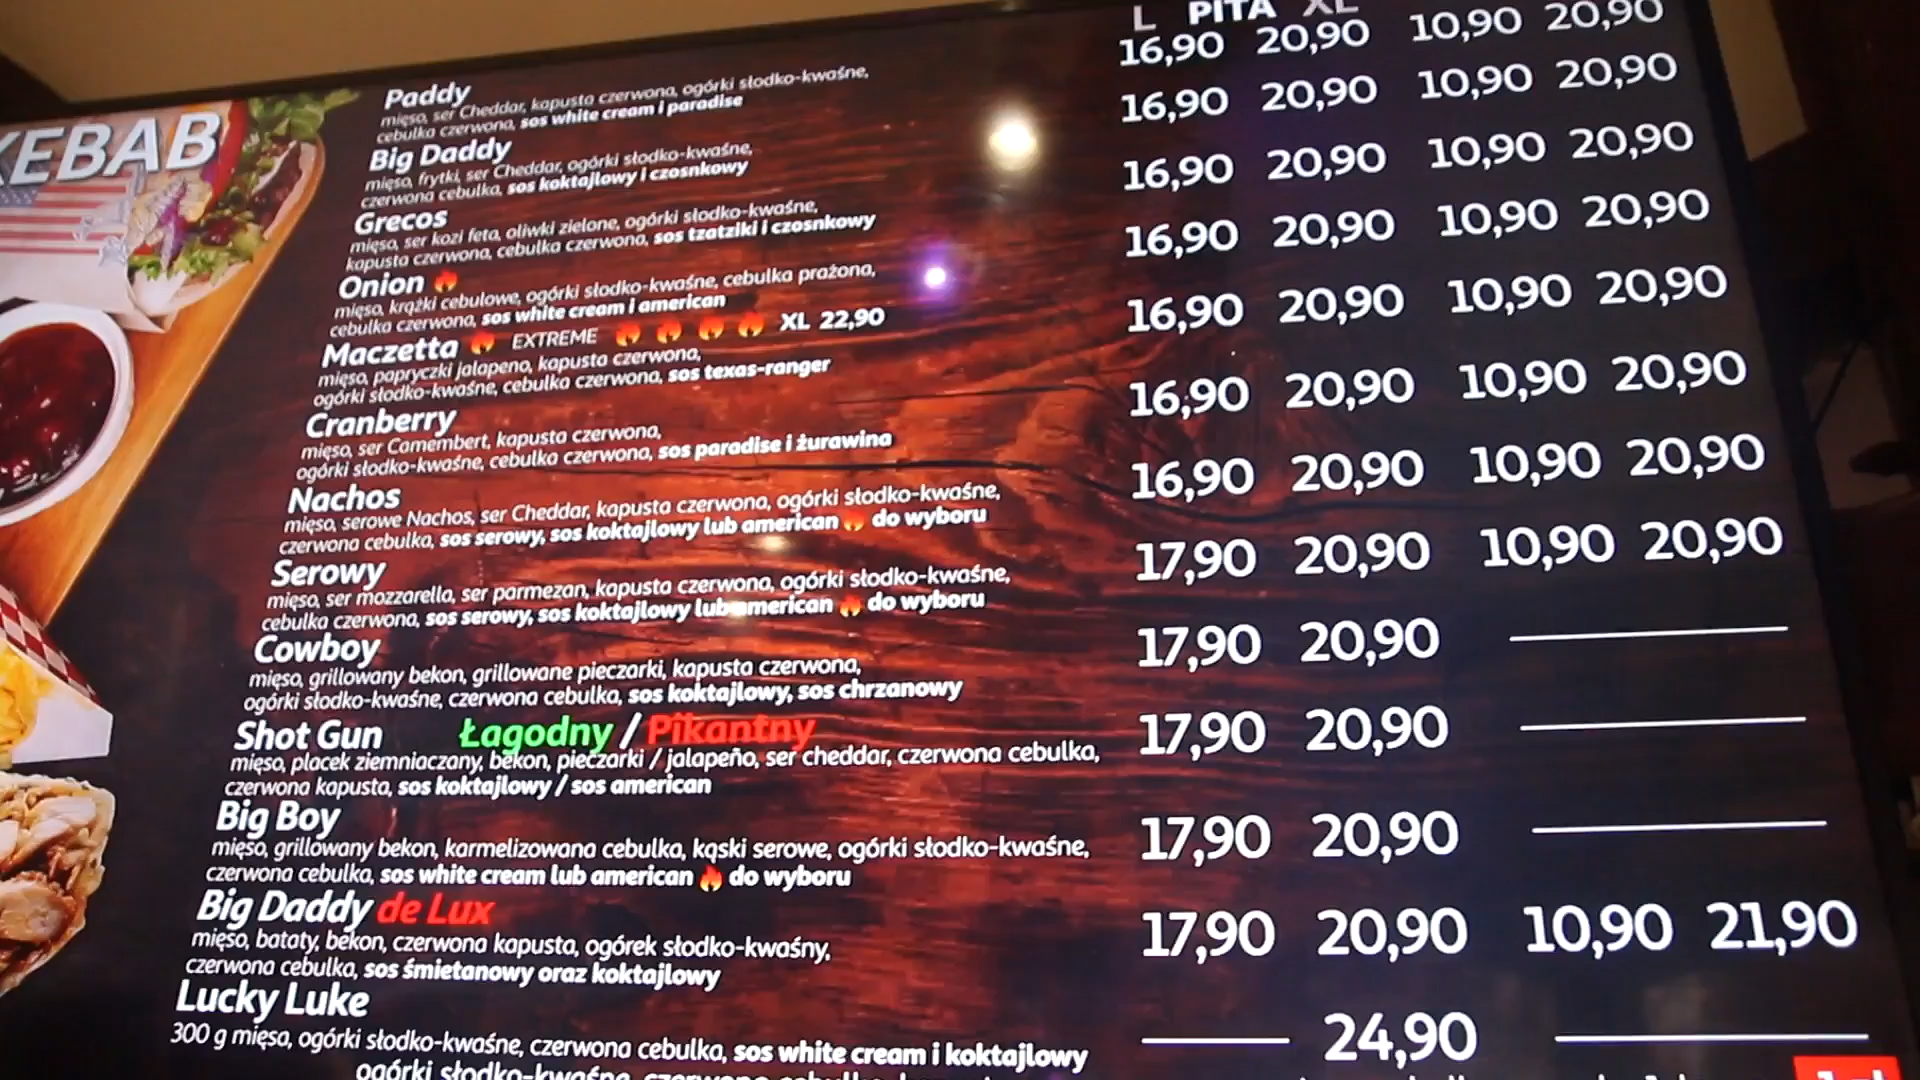 L PITA XL
16,90 20,90 10,90 20,90
KEBAB
Paddy
mięso, ser Cheddar, kapusta czerwona, ogórki słodko-kwaśne,
cebulka czerwona, sos white cream i paradise
16,90 20,90 10,90 20,90
Big Daddy
mięso, frytki, ser Cheddar, ogórki słodko-kwaśne,
czerwona cebulka, sos koktajlowy i czosnkowy
16,90 20,90 10,90 20,90
Grecos
mięso, ser kozi feta, oliwki zielone, ogórki słodko-kwaśne,
kapusta czerwona, cebulka czerwona, sos tzatziki i czosnkowy
16,90 20,90 10,90 20,90
Onion
mięso, krążki cebulowe, ogórki słodko-kwaśne, cebulka prażona,
cebulka czerwona, sos white cream i american
16,90 20,90 10,90 20,90
Maczetta EXTREME XL 22,90
mięso, papryczki jalapeno, kapusta czerwona,
ogórki słodko-kwaśne, cebulka czerwona, sos texas-ranger
16,90 20,90 10,90 20,90
Cranberry
mięso, ser Camembert, kapusta czerwona,
ogórki słodko-kwaśne, cebulka czerwona, sos paradise i żurawina
16,90 20,90 10,90 20,90
Nachos
mięso, serowe Nachos, ser Cheddar, kapusta czerwona, ogórki słodko-kwaśne,
czerwona cebulka, sos serowy, sos koktajlowy lub american do wyboru
17,90 20,90 10,90 20,90
Serowy
mięso, ser mozzarella, ser parmezan, kapusta czerwona, ogórki słodko-kwaśne,
cebulka czerwona, sos serowy, sos koktajlowy lub american do wyboru
17,90 20,90
Cowboy
mięso, grillowany bekon, grillowane pieczarki, kapusta czerwona,
ogórki słodko-kwaśne, czerwona cebulka, sos koktajlowy, sos chrzanowy
17,90 20,90
Shot Gun Łagodny / Pikantny
mięso, placek ziemniaczany, bekon, pieczarki / jalapeño, ser cheddar, czerwona cebulka,
czerwona kapusta, sos koktajlowy / sos american
17,90 20,90
Big Boy
mięso, grillowany bekon, karmelizowana cebulka, kąski serowe, ogórki słodko-kwaśne,
czerwona cebulka, sos white cream lub american do wyboru
17,90 20,90 10,90 21,90
Big Daddy de Lux
mięso, bataty, bekon, czerwona kapusta, ogórek słodko-kwaśny,
czerwona cebulka, sos śmietanowy oraz koktajlowy
24,90
Lucky Luke
300 g mięsa, ogórki słodko-kwaśne, czerwona cebulka, sos white cream i koktajlowy
ogórki słodko-kwaśne, czerwona cebulka,